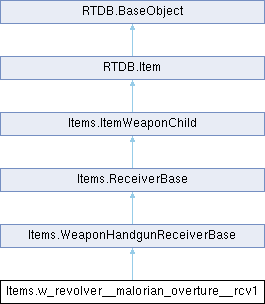 RTDB.BaseObject
RTDB.Item
Items.ItemWeaponChild
Items.ReceiverBase
Items.WeaponHandgunReceiverBase
Items.w_revolver__malorian_overture__rcv1